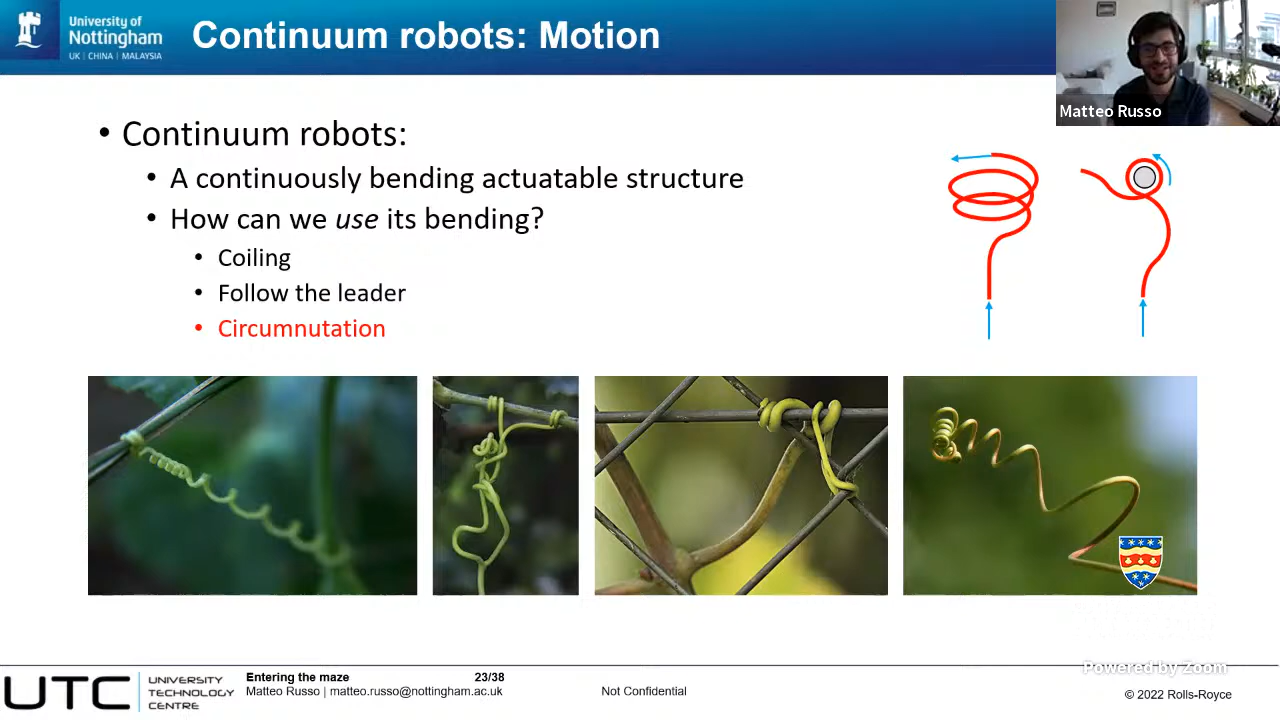 University of
Nottingham
UK | CHINA | MALAYSIA
Continuum robots: Motion
Matteo Russo
• Continuum robots:
• A continuously bending actuatable structure
• How can we use its bending?
• Coiling
• Follow the leader
• Circumnutation
Powered by Zoom
UTC
UNIVERSITY
TECHNOLOGY
CENTRE
Entering the maze
23/38
Matteo Russo | matteo.russo@nottingham.ac.uk
Not Confidential
© 2022 Rolls-Royce